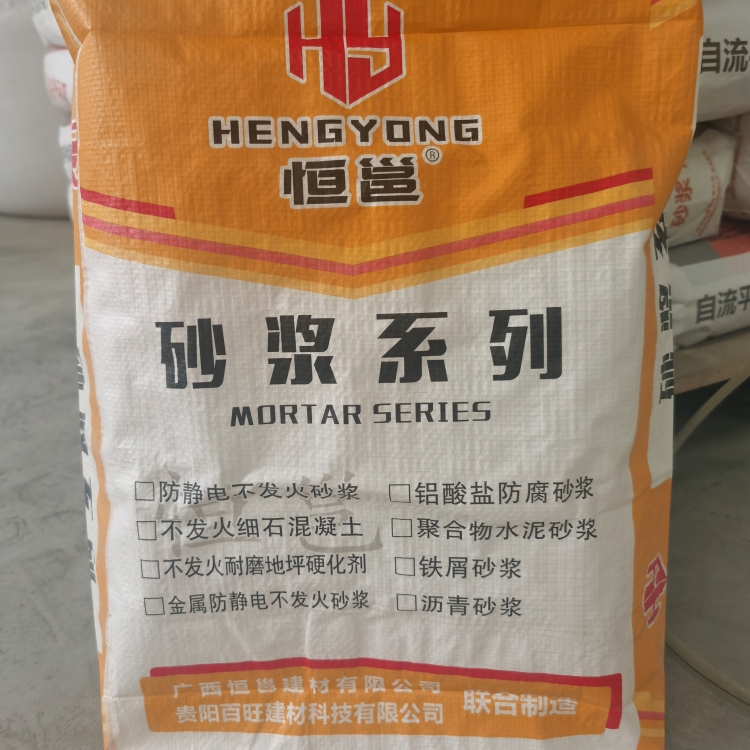 HY
HENGYONG
恒邕®
砂浆系列
MORTAR SERIES
恒邕
□防静电不发火砂浆 □铝酸盐防腐砂浆
□不发火细石混凝土 □聚合物水泥砂浆
□不发火耐磨地坪硬化剂 □铁屑砂浆
□金属防静电不发火砂浆 □沥青砂浆
广西恒邕建材有限公司
贵阳百旺建材科技有限公司
联合制造
自流
砂浆
自流平